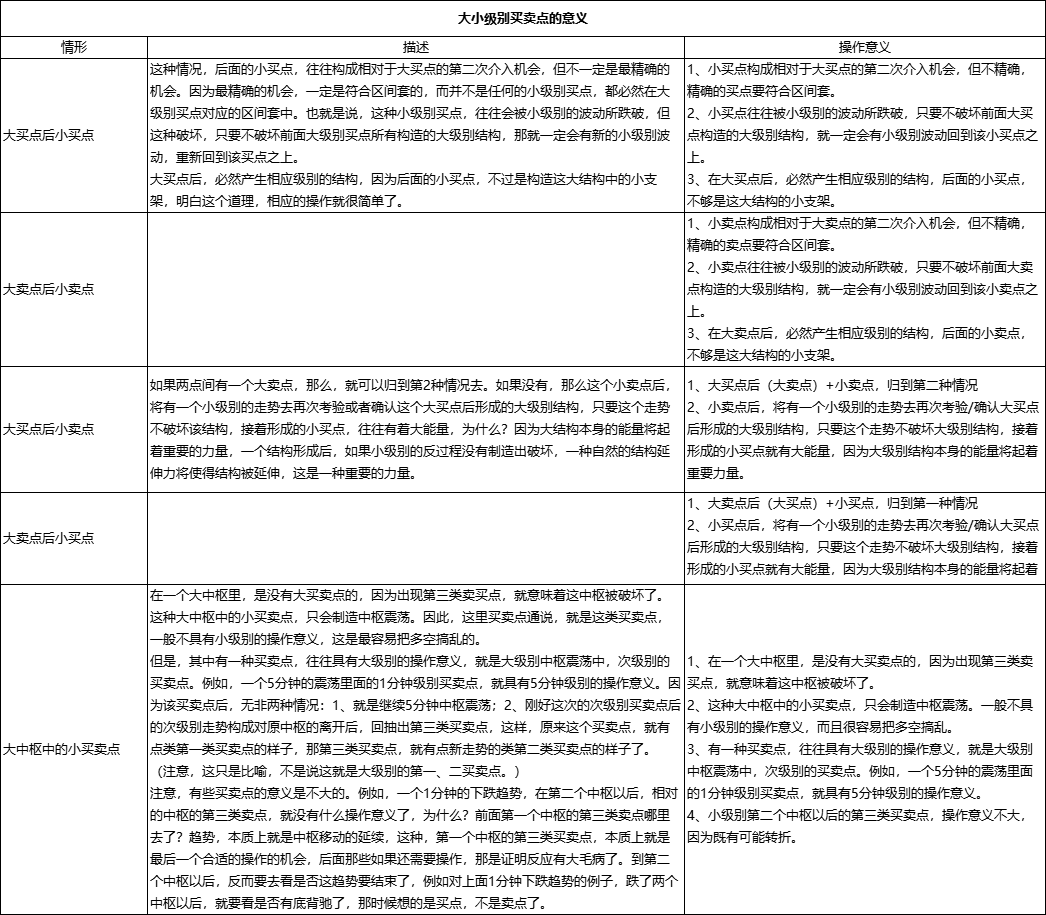 大小级别买卖点的意义
情形 描述 操作意义
大买点后小买点
这种情况，后面的小买点，往往构成相对于大买点的第二次介入机会，但不一定是最精确的
机会。因为最精确的机会，一定是符合区间套的，而并不是任何的小级别买点，都必然在大
级别买点对应的区间套中。也就是说，这种小级别买点，往往会被小级别的波动所跌破，但
这种破坏，只要不破坏前面大级别买点所有构造的大级别结构，那就一定会有新的小级别波
动，重新回到该买点之上。
大买点后，必然产生相应级别的结构，因为后面的小买点，不过是构造这大结构中的小支
架，明白这个道理，相应的操作就很简单了。
1、小买点构成相对于大买点的第二次介入机会，但不精确，
精确的买点要符合区间套。
2、小买点往往被小级别的波动所跌破，只要不破坏前面大买
点构造的大级别结构，就一定会有小级别波动回到该小买点之
上。
3、在大买点后，必然产生相应级别的结构，后面的小买点，
不够是这大结构的小支架。
大卖点后小卖点
1、小卖点构成相对于大卖点的第二次介入机会，但不精确，
精确的卖点要符合区间套。
2、小卖点往往被小级别的波动所跌破，只要不破坏前面大卖
点构造的大级别结构，就一定会有小级别波动回到该小卖点之
上。
3、在大卖点后，必然产生相应级别的结构，后面的小卖点，
不够是这大结构的小支架。
大买点后小卖点
如果两点间有一个大卖点，那么，就可以归到第2种情况去。如果没有，那么这个小卖点后，
将有一个小级别的走势去再次考验或者确认这个大买点后形成的大级别结构，只要这个走势
不破坏该结构，接着形成的小买点，往往有着大能量，为什么？因为大结构本身的能量将起
着重要的力量，一个结构形成后，如果小级别的反过程没有制造出破坏，一种自然的结构延
伸力将使得结构被延伸，这是一种重要的力量。
1、大买点后（大卖点）+小卖点，归到第二种情况
2、小卖点后，将有一个小级别的走势去再次考验/确认大买点
后形成的大级别结构，只要这个走势不破坏大级别结构，接着
形成的小买点就有大能量，因为大级别结构本身的能量将起着
重要力量。
大卖点后小买点
1、大卖点后（大买点）+小买点，归到第一种情况
2、小买点后，将有一个小级别的走势去再次考验/确认大买点
后形成的大级别结构，只要这个走势不破坏大级别结构，接着
形成的小买点就有大能量，因为大级别结构本身的能量将起着
大中枢中的小买卖点
在一个大中枢里，是没有大买卖点的，因为出现第三类卖买点，就意味着这中枢被破坏了。
这种大中枢中的小买卖点，只会制造中枢震荡。因此，这里买卖点通说，就是这类买卖点，
一般不具有小级别的操作意义，这是最容易把多空搞乱的。
但是，其中有一种买卖点，往往具有大级别的操作意义，就是大级别中枢震荡中，次级别的
买卖点。例如，一个5分钟的震荡里面的1分钟级别买卖点，就具有5分钟级别的操作意义。因
为该买卖点后，无非两种情况：1、就是继续5分钟中枢震荡；2、刚好这次的次级别买卖点后
的次级别走势构成对原中枢的离开后，回抽出第三类买卖点，这样，原来这个买卖点，就有
点类第一类买卖点的样子，那第三类买卖点，就有点新走势的类第二类买卖点的样子了。
（注意，这只是比喻，不是说这就是大级别的第一、二买卖点。）
注意，有些买卖点的意义是不大的。例如，一个1分钟的下跌趋势，在第二个中枢以后，相对
的中枢的第三类卖点，就没有什么操作意义了，为什么？前面第一个中枢的第三类卖点哪里
去了？趋势，本质上就是中枢移动的延续，这种，第一个中枢的第三类买卖点，本质上就是
最后一个合适的操作的机会，后面那些如果还需要操作，那是证明反应有大毛病了。到第二
个中枢以后，反而要去看是否这趋势要结束了，例如对上面1分钟下跌趋势的例子，跌了两个
中枢以后，就要看是否有底背驰了，那时候想的是买点，不是卖点了。
1、在一个大中枢里，是没有大买卖点的，因为出现第三类卖
买点，就意味着这中枢被破坏了。
2、这种大中枢中的小买卖点，只会制造中枢震荡。一般不具
有小级别的操作意义，而且很容易把多空搞乱。
3、有一种买卖点，往往具有大级别的操作意义，就是大级别
中枢震荡中，次级别的买卖点。例如，一个5分钟的震荡里面
的1分钟级别买卖点，就具有5分钟级别的操作意义。
4、小级别第二个中枢以后的第三类买卖点，操作意义不大，
因为既有可能转折。